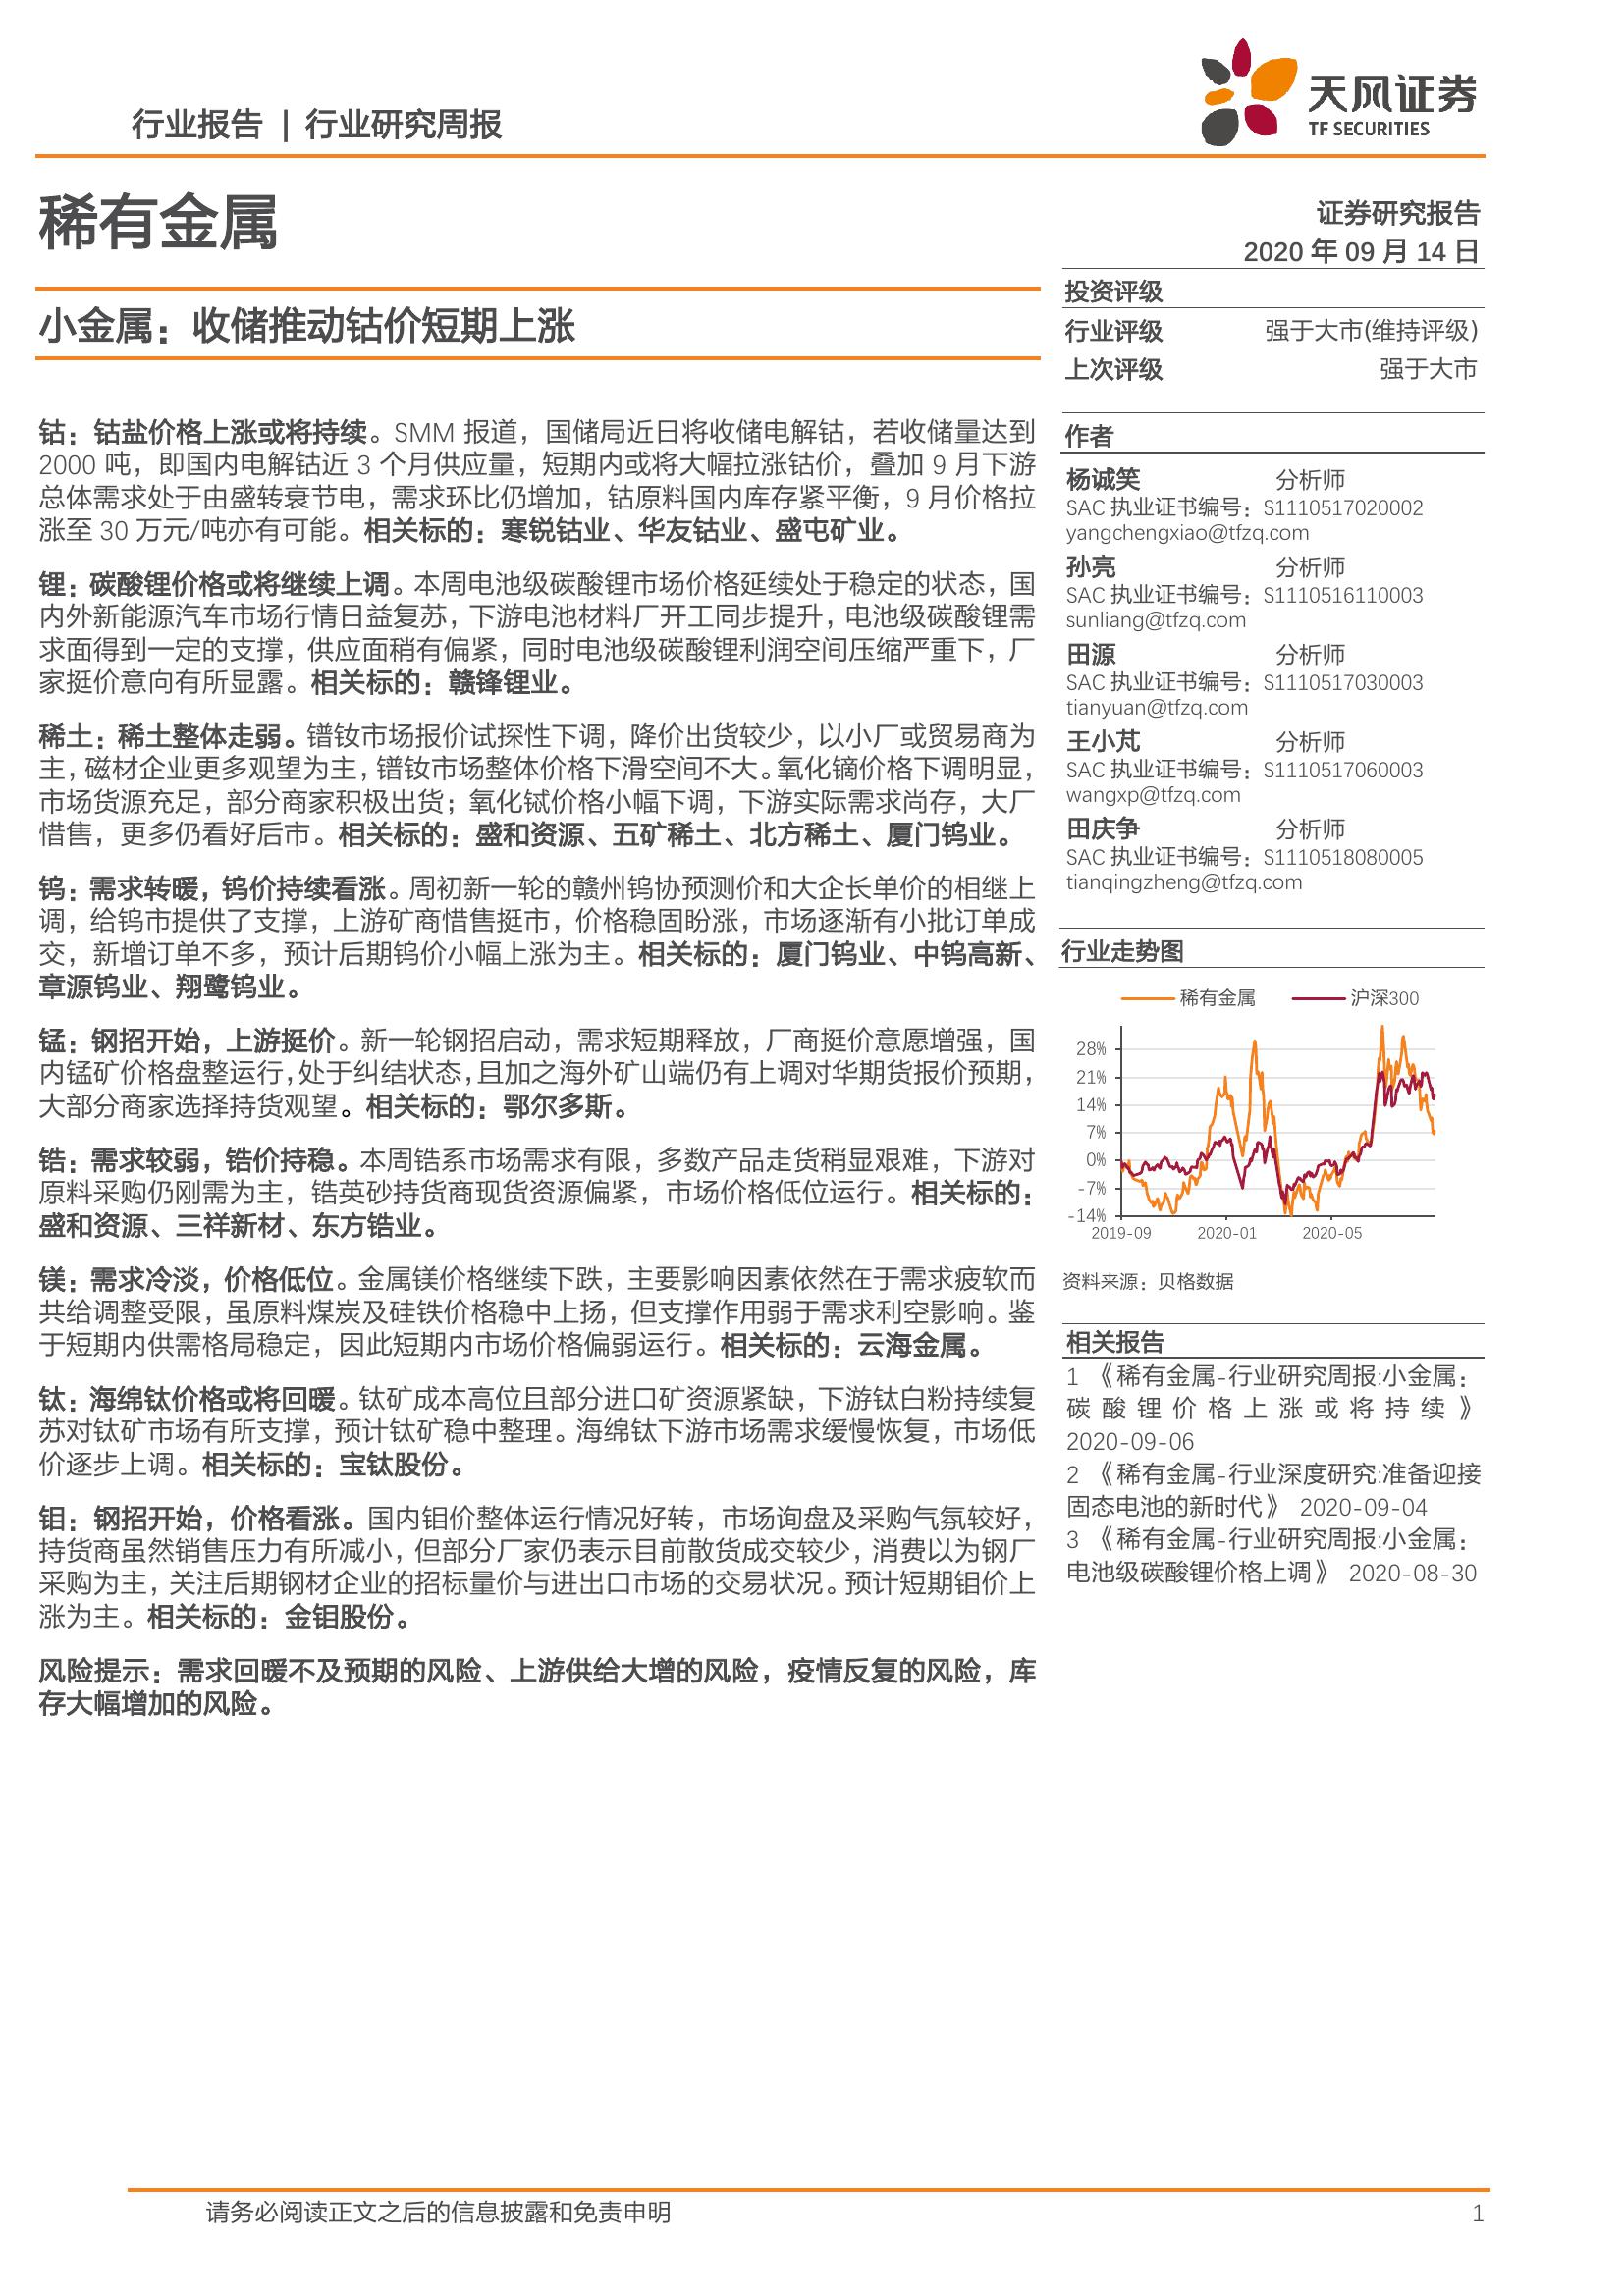 行业报告 | 行业研究周报
天风证券
TF SECURITIES
稀有金属
小金属：收储推动钴价短期上涨
钴：钴盐价格上涨或将持续。SMM 报道，国储局近日将收储电解钴，若收储量达到
2000 吨，即国内电解钴近 3 个月供应量，短期内或将大幅拉涨钴价，叠加 9 月下游
总体需求处于由盛转衰节电，需求环比仍增加，钴原料国内库存紧平衡，9 月价格拉
涨至 30 万元/吨亦有可能。相关标的：寒锐钴业、华友钴业、盛屯矿业。
锂：碳酸锂价格或将继续上调。本周电池级碳酸锂市场价格延续处于稳定的状态，国
内外新能源汽车市场行情日益复苏，下游电池材料厂开工同步提升，电池级碳酸锂需
求面得到一定的支撑，供应面稍有偏紧，同时电池级碳酸锂利润空间压缩严重下，厂
家挺价意向有所显露。相关标的：赣锋锂业。
稀土：稀土整体走弱。镨钕市场报价试探性下调，降价出货较少，以小厂或贸易商为
主，磁材企业更多观望为主，镨钕市场整体价格下滑空间不大。氧化镝价格下调明显，
市场货源充足，部分商家积极出货；氧化铽价格小幅下调，下游实际需求尚存，大厂
惜售，更多仍看好后市。相关标的：盛和资源、五矿稀土、北方稀土、厦门钨业。
钨：需求转暖，钨价持续看涨。周初新一轮的赣州钨协预测价和大企长单价的相继上
调，给钨市提供了支撑，上游矿商惜售挺市，价格稳固盼涨，市场逐渐有小批订单成
交，新增订单不多，预计后期钨价小幅上涨为主。相关标的：厦门钨业、中钨高新、
章源钨业、翔鹭钨业。
锰：钢招开始，上游挺价。新一轮钢招启动，需求短期释放，厂商挺价意愿增强，国
内锰矿价格盘整运行，处于纠结状态，且加之海外矿山端仍有上调对华期货报价预期，
大部分商家选择持货观望。相关标的：鄂尔多斯。
锆：需求较弱，锆价持稳。本周锆系市场需求有限，多数产品走货稍显艰难，下游对
原料采购仍刚需为主，锆英砂持货商现货资源偏紧，市场价格低位运行。相关标的：
盛和资源、三祥新材、东方锆业。
镁：需求冷淡，价格低位。金属镁价格继续下跌，主要影响因素依然在于需求疲软而
共给调整受限，虽原料煤炭及硅铁价格稳中上扬，但支撑作用弱于需求利空影响。鉴
于短期内供需格局稳定，因此短期内市场价格偏弱运行。相关标的：云海金属。
钛：海绵钛价格或将回暖。钛矿成本高位且部分进口矿资源紧缺，下游钛白粉持续复
苏对钛矿市场有所支撑，预计钛矿稳中整理。海绵钛下游市场需求缓慢恢复，市场低
价逐步上调。相关标的：宝钛股份。
钼：钢招开始，价格看涨。国内钼价整体运行情况好转，市场询盘及采购气氛较好，
持货商虽然销售压力有所减小，但部分厂家仍表示目前散货成交较少，消费以为钢厂
采购为主，关注后期钢材企业的招标量价与进出口市场的交易状况。预计短期钼价上
涨为主。相关标的：金钼股份。
风险提示：需求回暖不及预期的风险、上游供给大增的风险，疫情反复的风险，库
存大幅增加的风险。
证券研究报告
2020 年 09 月 14 日
投资评级
行业评级 强于大市(维持评级)
上次评级 强于大市
作者
杨诚笑 分析师
SAC 执业证书编号：S1110517020002
yangchengxiao@tfzq.com
孙亮 分析师
SAC 执业证书编号：S1110516110003
sunliang@tfzq.com
田源 分析师
SAC 执业证书编号：S1110517030003
tianyuan@tfzq.com
王小芃 分析师
SAC 执业证书编号：S1110517060003
wangxp@tfzq.com
田庆争 分析师
SAC 执业证书编号：S1110518080005
tianqingzheng@tfzq.com
行业走势图
稀有金属 沪深300
28%
21%
14%
7%
0%
-7%
-14%
2019-09 2020-01 2020-05
资料来源：贝格数据
相关报告
1 《稀有金属-行业研究周报:小金属：
碳酸锂价格上涨或将持续》
2020-09-06
2 《稀有金属-行业深度研究:准备迎接
固态电池的新时代》 2020-09-04
3 《稀有金属-行业研究周报:小金属：
电池级碳酸锂价格上调》 2020-08-30
请务必阅读正文之后的信息披露和免责申明 1